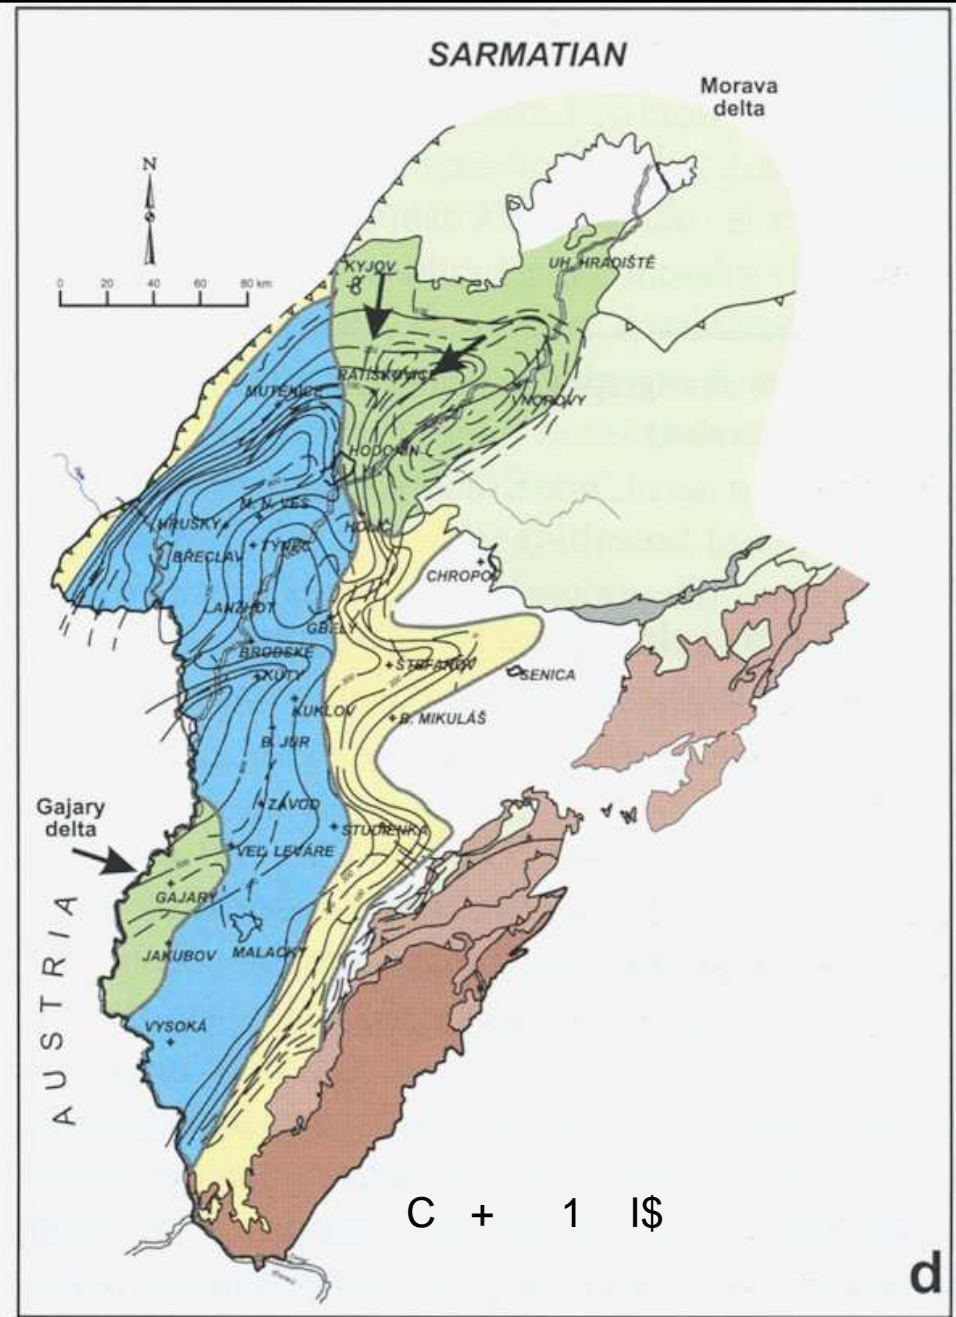 SARMATIAN
Morava
delta
N
0 20 40 60 80 km
KYJOV
UH. HRADIŠTĚ
RATÍŠKOVICE
MUTĚNICE
VNOROVY
HODONÍN
M. N. VES
HRUŠKY
HOLÍČ
TÝNEC
BŘECLAV
CHROPOV
LANŽHOT
GBELY
BRODSKÉ
ŠTEFANOV
KÚTY
SENICA
KUKLOV
B. MIKULÁŠ
B. JUR
Gajary
delta
ZÁVOD
STUDIENKA
VEĽ. LEVÁRE
GAJARY
JAKUBOV
MALACKY
VYSOKÁ
AUSTRIA
C + 1 I$
d